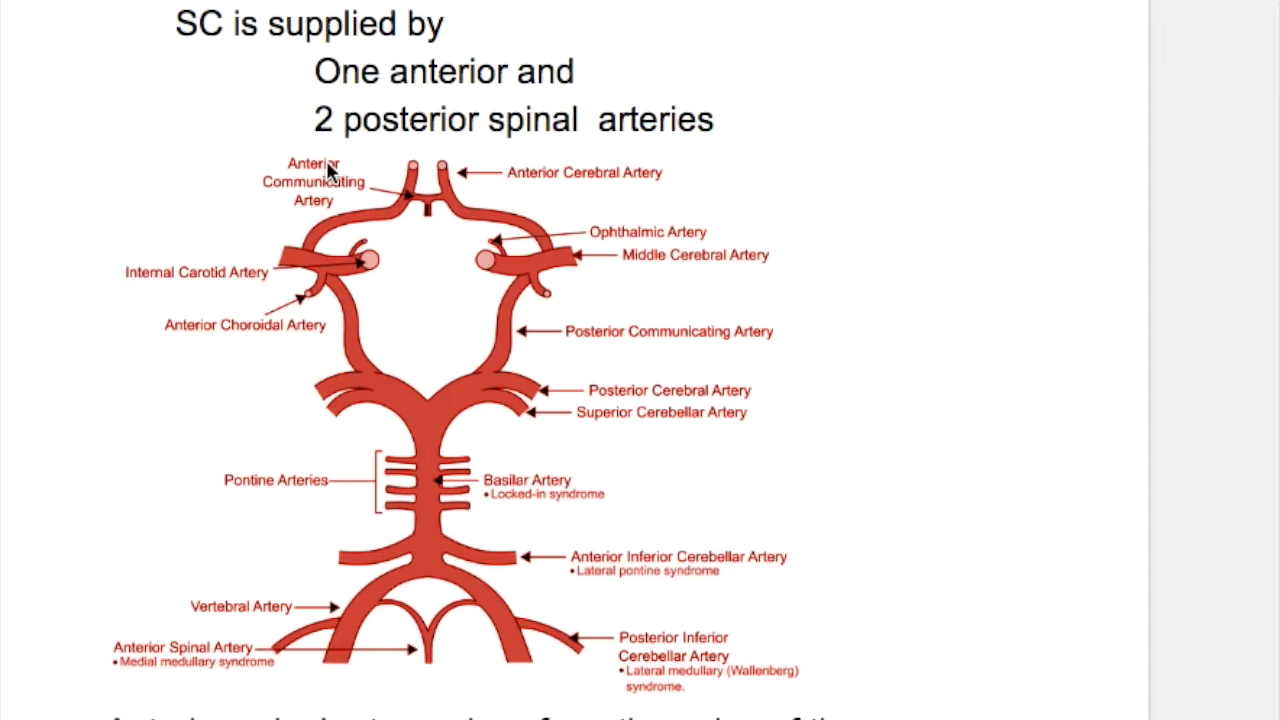 SC is supplied by
One anterior and
2 posterior spinal arteries
Anterior
Communicating
Artery
Anterior Cerebral Artery
Ophthalmic Artery
Middle Cerebral Artery
Internal Carotid Artery
Anterior Choroidal Artery
Posterior Communicating Artery
Posterior Cerebral Artery
Superior Cerebellar Artery
Pontine Arteries
Basilar Artery
• Locked-in syndrome
Anterior Inferior Cerebellar Artery
• Lateral pontine syndrome
Vertebral Artery
Anterior Spinal Artery
• Medial medullary syndrome
Posterior Inferior
Cerebellar Artery
• Lateral medullary (Wallenberg)
syndrome.